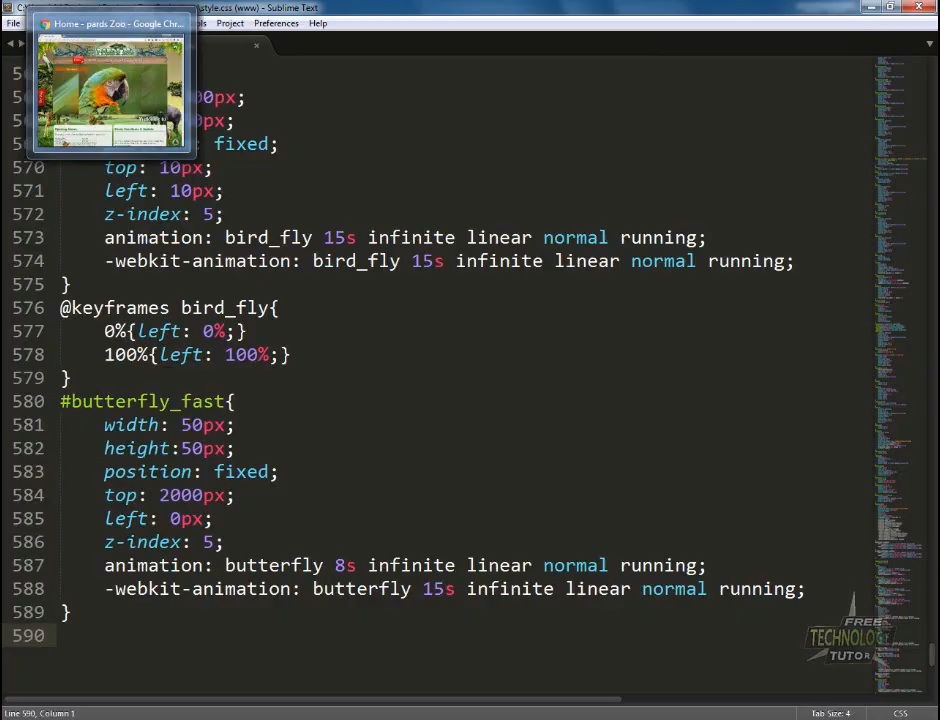 style.css (www) - Sublime Text
File
Project
Preferences
Help
Home - pards Zoo - Google Chr...
fixed;
570 top: 10px;
571 left: 10px;
572 z-index: 5;
573 animation: bird_fly 15s infinite linear normal running;
574 -webkit-animation: bird_fly 15s infinite linear normal running;
575 }
576 @keyframes bird_fly{
577 0%{left: 0%;}
578 100%{left: 100%;}
579 }
580 #butterfly_fast{
581 width: 50px;
582 height:50px;
583 position: fixed;
584 top: 2000px;
585 left: 0px;
586 z-index: 5;
587 animation: butterfly 8s infinite linear normal running;
588 -webkit-animation: butterfly 15s infinite linear normal running;
589 }
590
FREE
TECHNOLOGY
TUTOR
Line 590, Column 1
Tab Size: 4
CSS